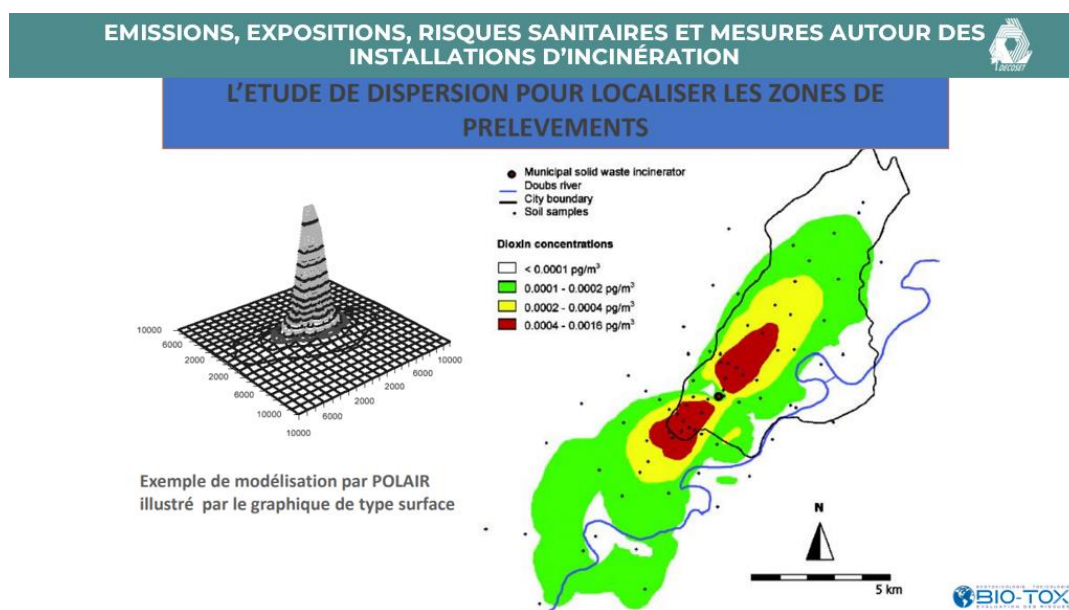 EMISSIONS, EXPOSITIONS, RISQUES SANITAIRES ET MESURES AUTOUR DES
INSTALLATIONS D'INCINÉRATION
DECOSET
L'ETUDE DE DISPERSION POUR LOCALISER LES ZONES DE
PRELEVEMENTS
Municipal solid waste incinerator
Doubs river
City boundary
Soil samples
Dioxin concentrations
< 0.0001 pg/m³
0.0001 - 0.0002 pg/m³
0.0002 - 0.0004 pg/m³
0.0004 - 0.0016 pg/m³
10000
6000
2000
2000
6000
10000
10000
6000
2000
2000
6000
10000
Exemple de modélisation par POLAIR
illustré par le graphique de type surface
N
5 km
BIO-TOX